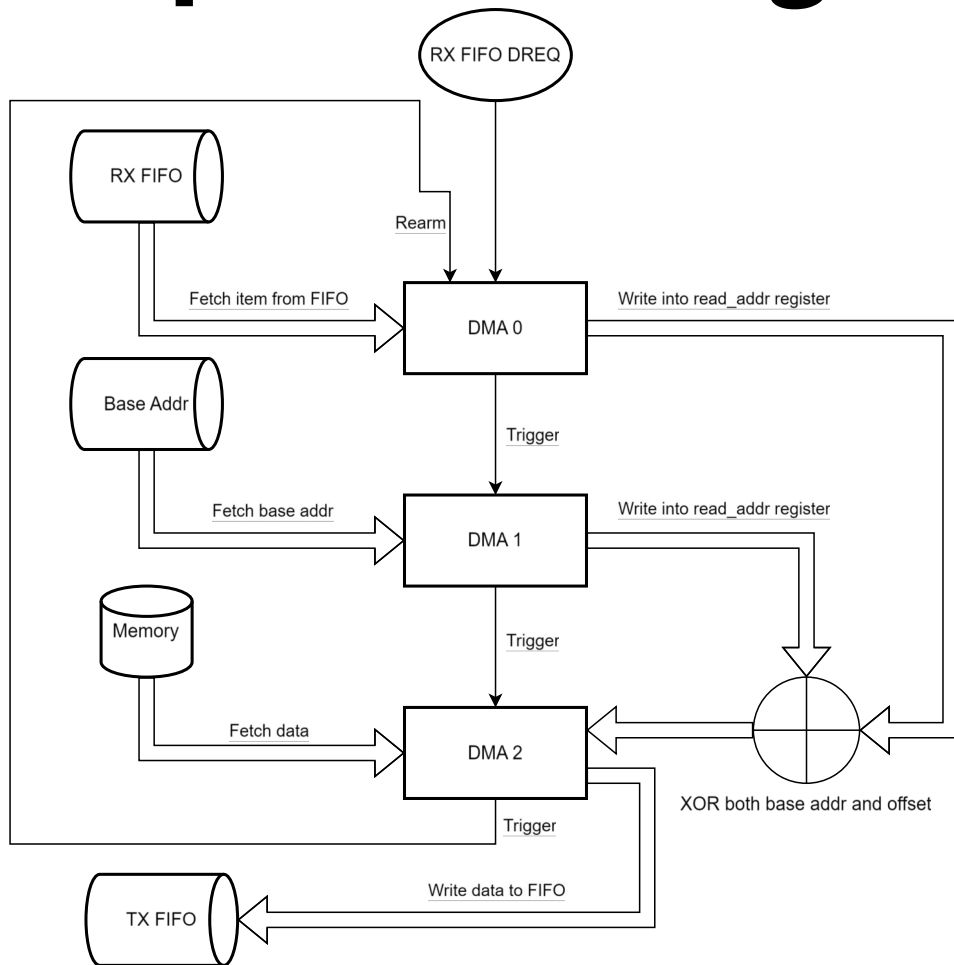 RX FIFO DREQ
RX FIFO
Rearm
Fetch item from FIFO
Write into read_addr register
DMA 0
Base Addr
Trigger
Fetch base addr
Write into read_addr register
DMA 1
Memory
Trigger
Fetch data
DMA 2
XOR both base addr and offset
Trigger
Write data to FIFO
TX FIFO